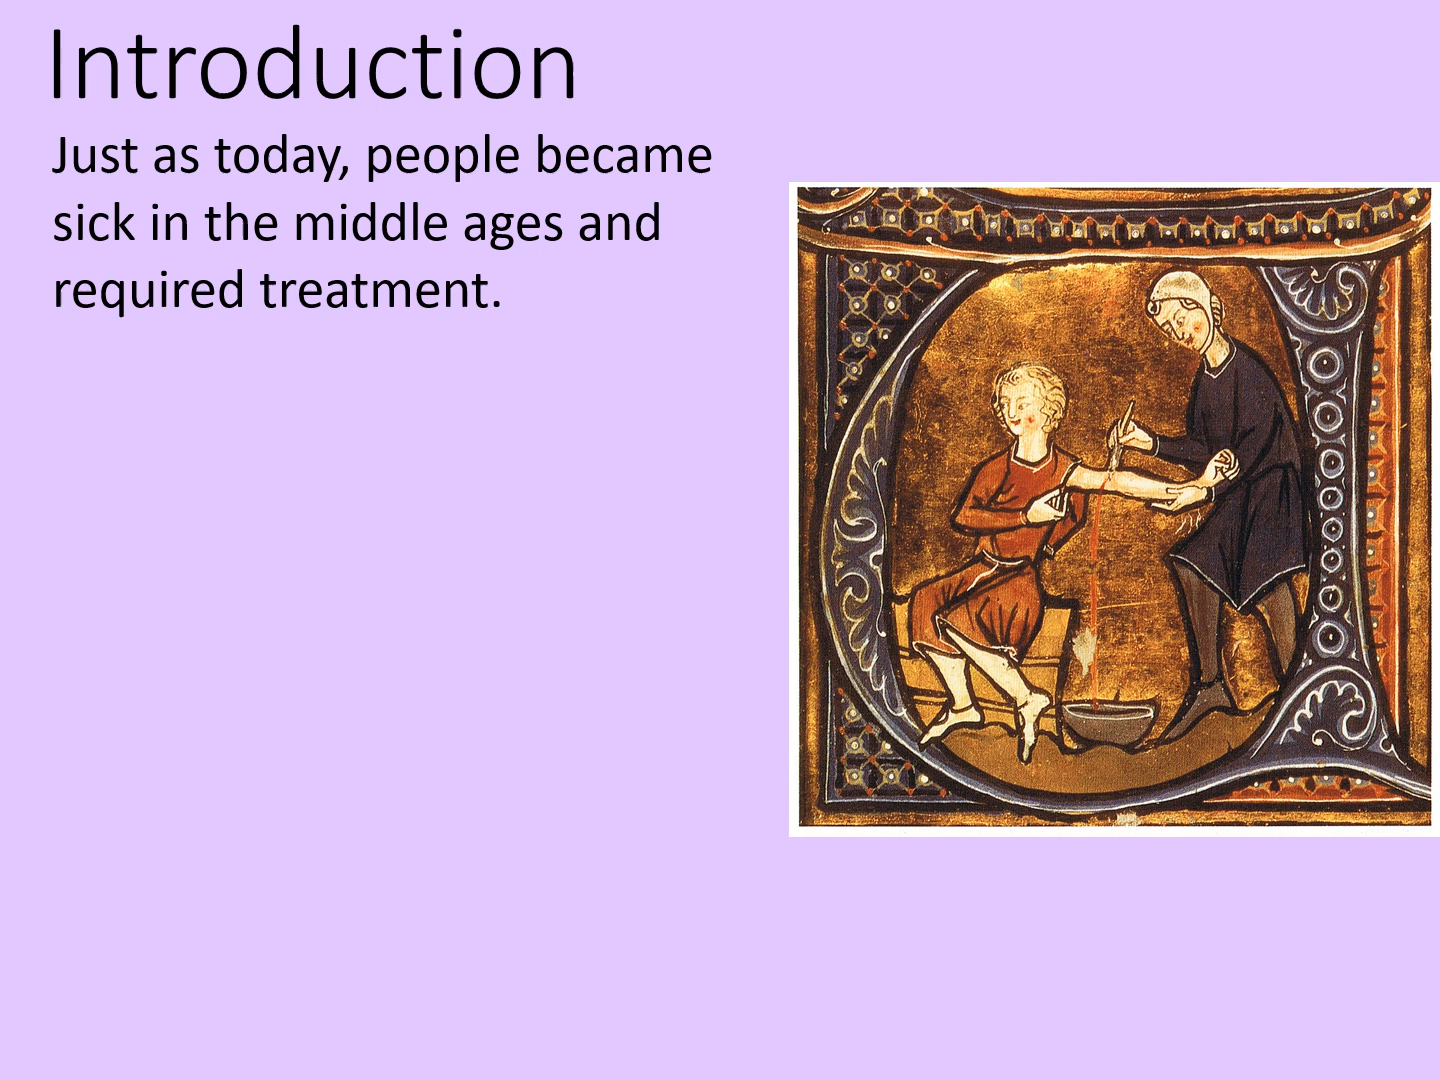 Introduction
Just as today, people became
sick in the middle ages and
required treatment.